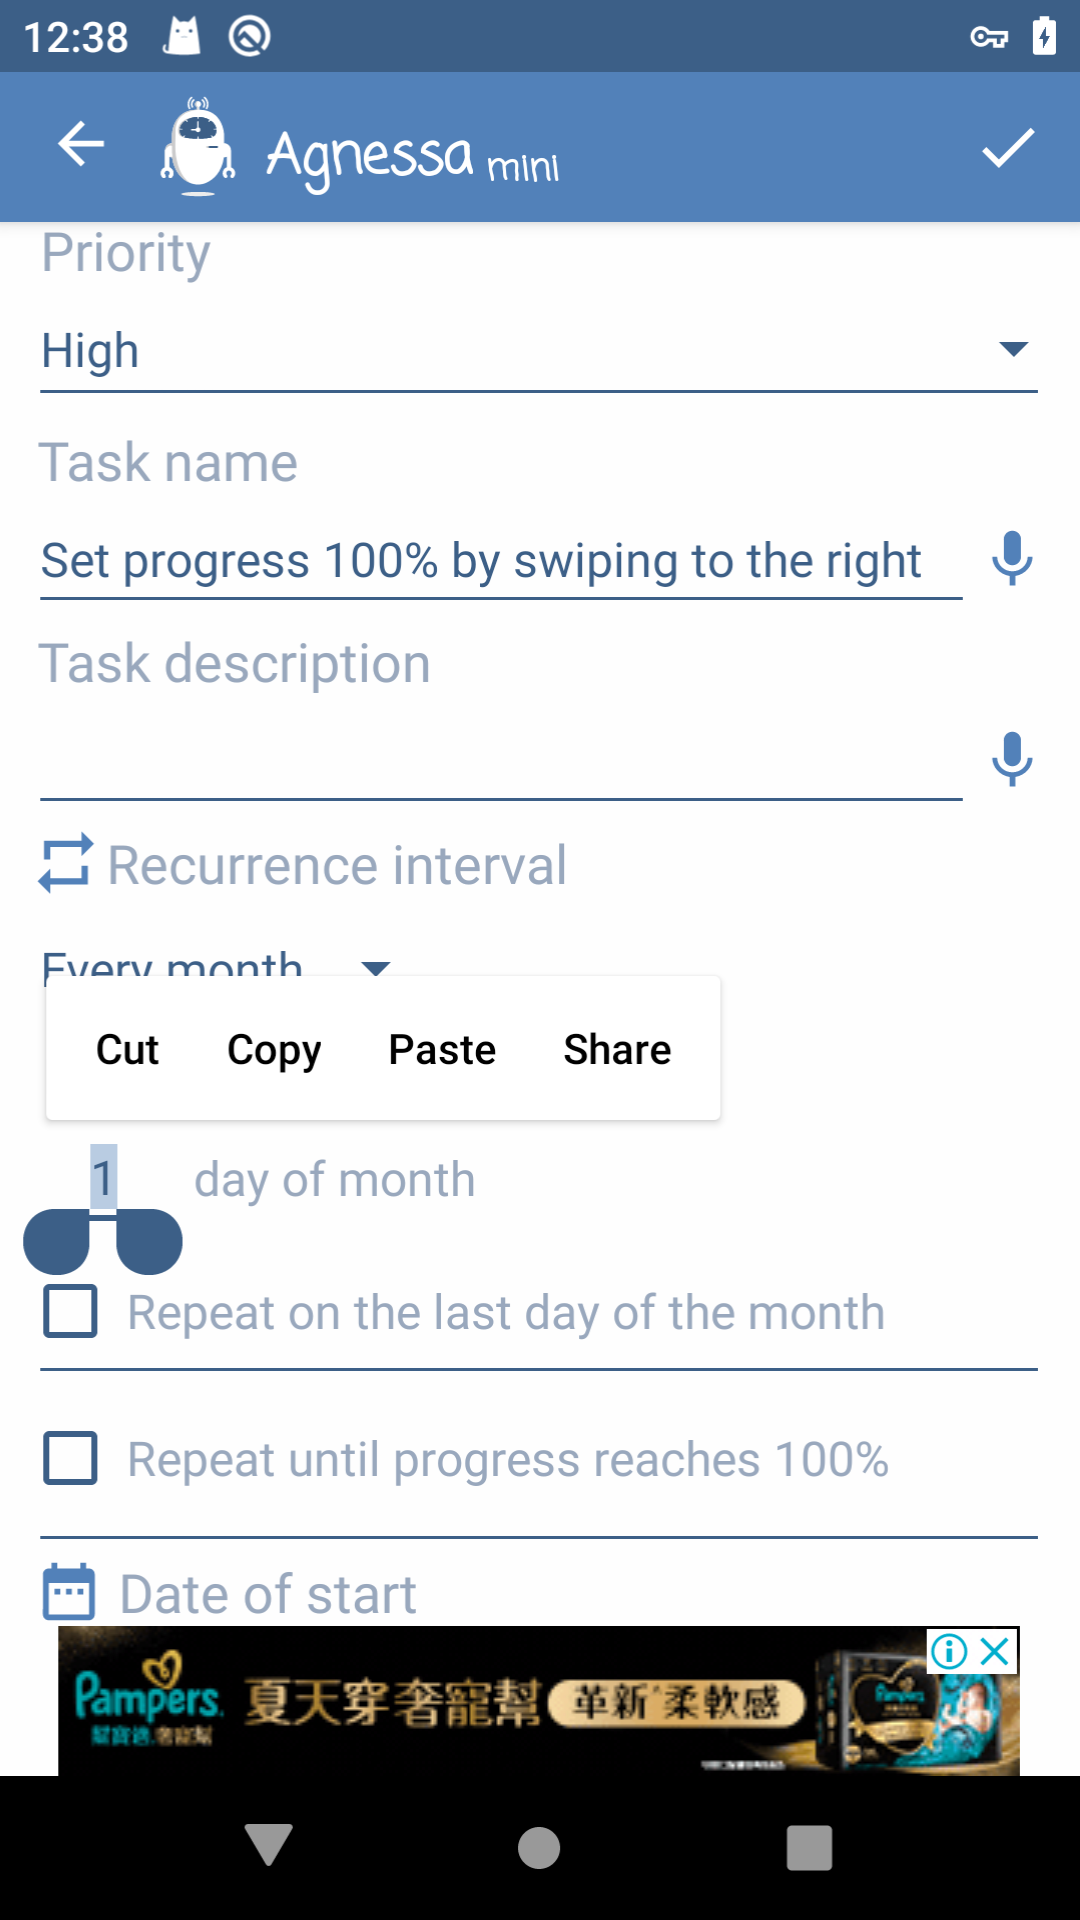 12:38
Agnessa mini
Priority
High
Task name
Set progress 100% by swiping to the right
Task description
Recurrence interval
Every month
Cut Copy Paste Share
1 day of month
Repeat on the last day of the month
Repeat until progress reaches 100%
Date of start
Pampers
夏天穿奢寵幫 革新 柔軟感